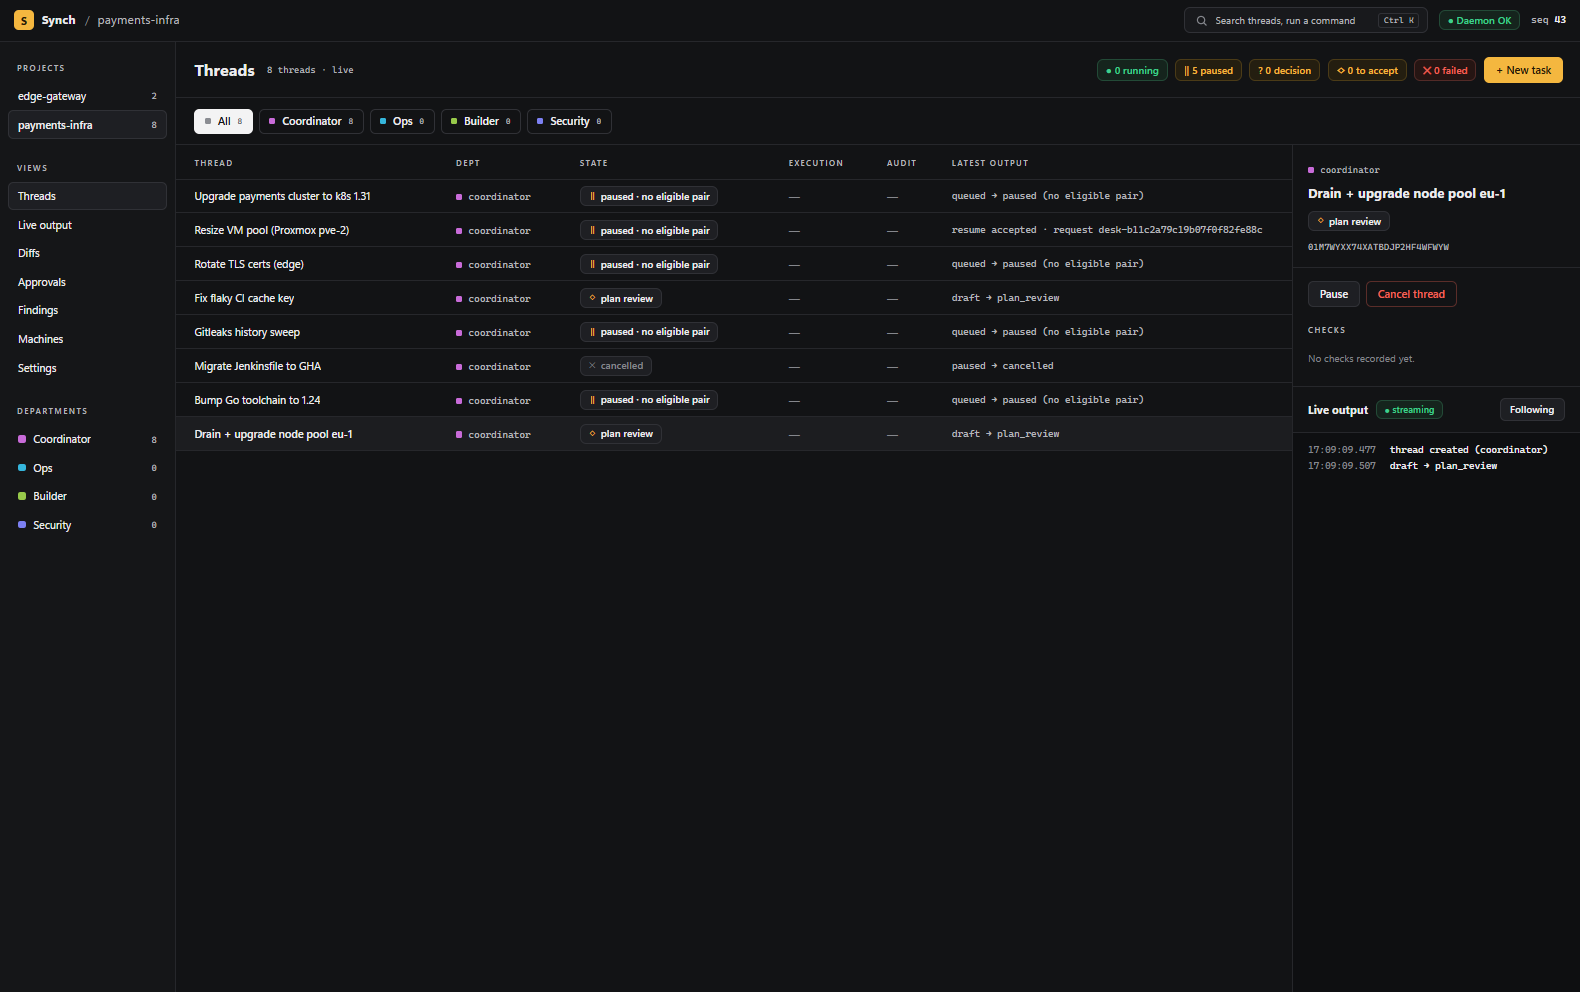 S Synch / payments-infra
Search threads, run a command Ctrl K
Daemon OK
seq 43
PROJECTS
edge-gateway 2
payments-infra 8
VIEWS
Threads
Live output
Diffs
Approvals
Findings
Machines
Settings
DEPARTMENTS
Coordinator 8
Ops 0
Builder 0
Security 0
Threads 8 threads · live
0 running
5 paused
? 0 decision
0 to accept
0 failed
+ New task
All 8
Coordinator 8
Ops 0
Builder 0
Security 0
THREAD DEPT STATE EXECUTION AUDIT LATEST OUTPUT
Upgrade payments cluster to k8s 1.31 coordinator paused · no eligible pair — — queued → paused (no eligible pair)
Resize VM pool (Proxmox pve-2) coordinator paused · no eligible pair — — resume accepted · request desk-b11c2a79c19b07f0f82fe88c
Rotate TLS certs (edge) coordinator paused · no eligible pair — — queued → paused (no eligible pair)
Fix flaky CI cache key coordinator plan review — — draft → plan_review
Gitleaks history sweep coordinator paused · no eligible pair — — queued → paused (no eligible pair)
Migrate Jenkinsfile to GHA coordinator cancelled — — paused → cancelled
Bump Go toolchain to 1.24 coordinator paused · no eligible pair — — queued → paused (no eligible pair)
Drain + upgrade node pool eu-1 coordinator plan review — — draft → plan_review
coordinator
Drain + upgrade node pool eu-1
plan review
01M7WYXX74XATBDJP2HF4WFWYW
Pause
Cancel thread
CHECKS
No checks recorded yet.
Live output streaming Following
17:09:09.477 thread created (coordinator)
17:09:09.507 draft → plan_review